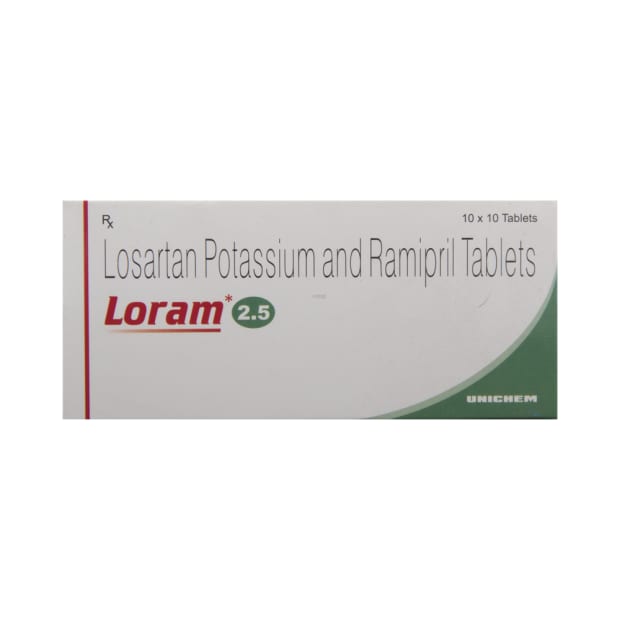 Rx
10 x 10 Tablets
Losartan Potassium and Ramipril Tablets
Loram* 2.5
UNICHEM